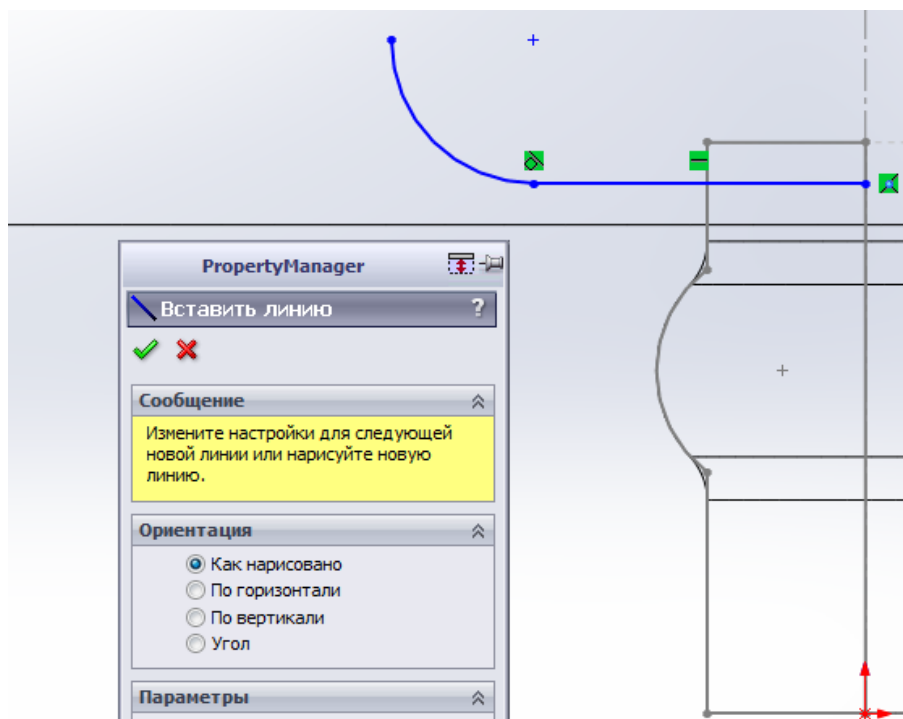 PropertyManager
Вставить линию ?
Сообщение
Измените настройки для следующей
новой линии или нарисуйте новую
линию.
Ориентация
Как нарисовано
По горизонтали
По вертикали
Угол
Параметры